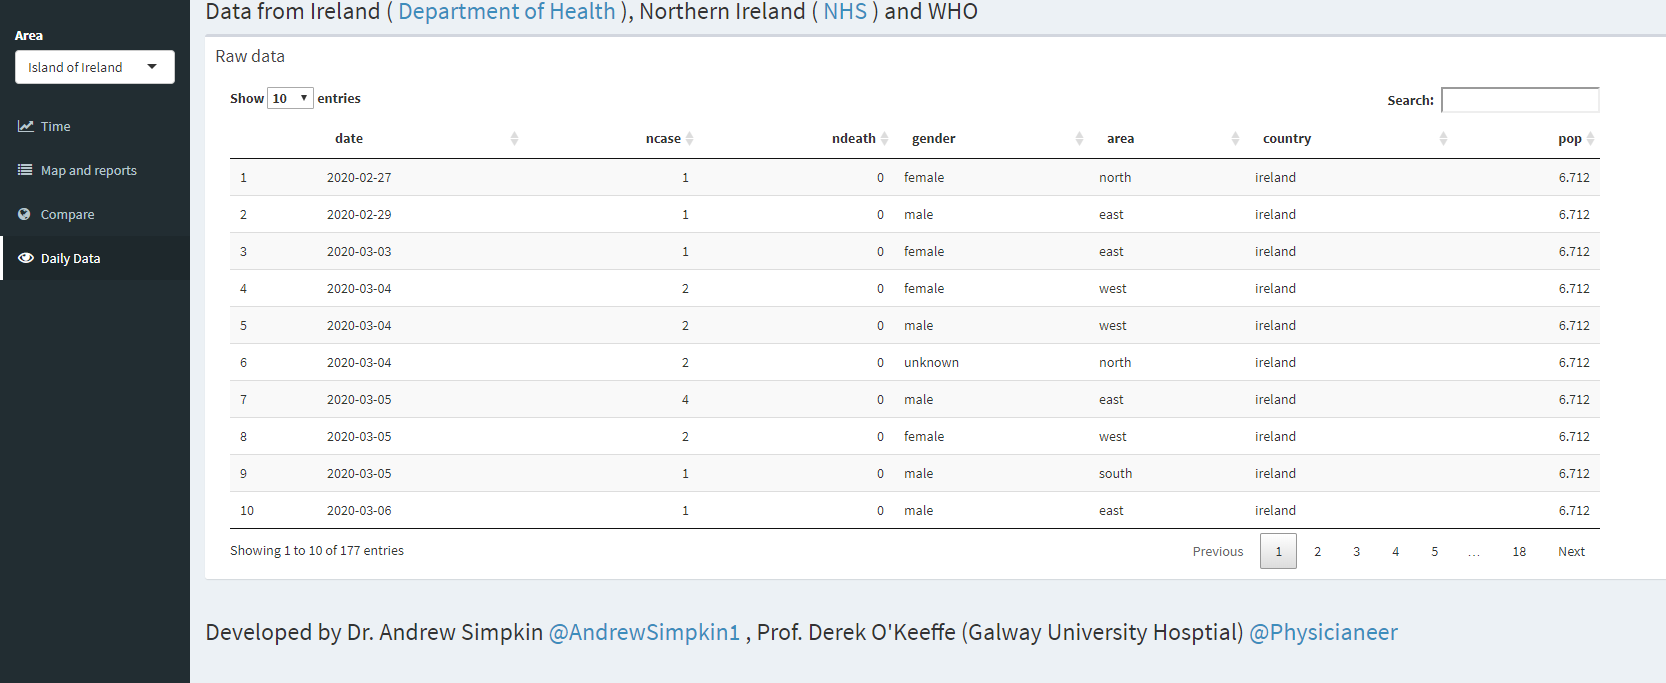 Data from Ireland ( Department of Health ), Northern Ireland ( NHS ) and WHO
Area
Island of Ireland
Time
Map and reports
Compare
Daily Data
Raw data
Show 10 entries
Search:
date ncase ndeath gender area country pop
1 2020-02-27 1 0 female north ireland 6.712
2 2020-02-29 1 0 male east ireland 6.712
3 2020-03-03 1 0 female east ireland 6.712
4 2020-03-04 2 0 female west ireland 6.712
5 2020-03-04 2 0 male west ireland 6.712
6 2020-03-04 2 0 unknown north ireland 6.712
7 2020-03-05 4 0 male east ireland 6.712
8 2020-03-05 2 0 female west ireland 6.712
9 2020-03-05 1 0 male south ireland 6.712
10 2020-03-06 1 0 male east ireland 6.712
Showing 1 to 10 of 177 entries
Previous 1 2 3 4 5 … 18 Next
Developed by Dr. Andrew Simpkin @AndrewSimpkin1 , Prof. Derek O'Keeffe (Galway University Hosptial) @Physicianeer